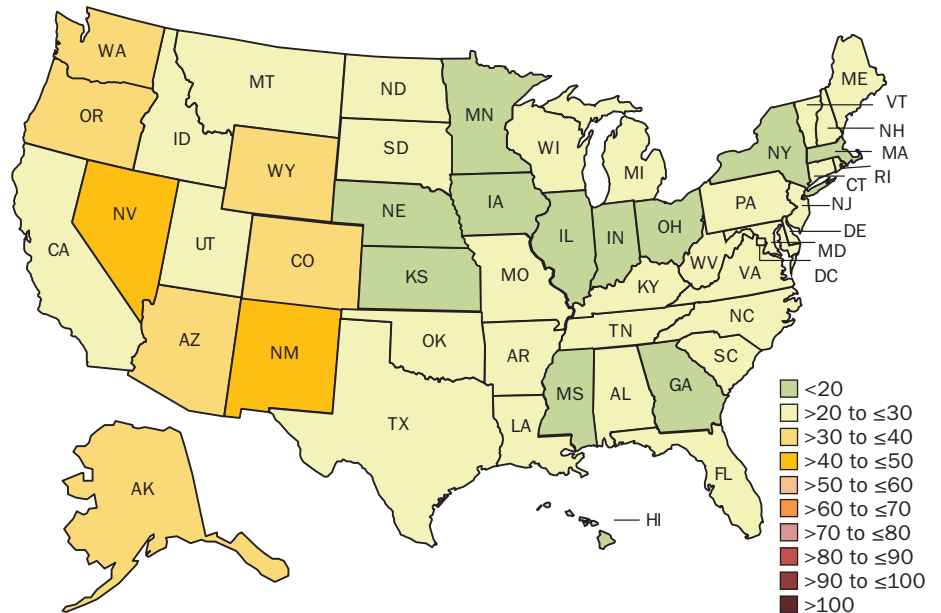 WA
MT
ND
MN
ME
VT
OR
ID
SD
WI
NH
MI
NY
MA
WY
RI
CT
NV
NE
IA
PA
NJ
IL
IN
OH
DE
CA
UT
CO
MD
WV
VA
DC
KS
MO
KY
NC
TN
AZ
NM
OK
AR
SC
MS
AL
GA
TX
LA
FL
AK
HI
<20
>20 to ≤30
>30 to ≤40
>40 to ≤50
>50 to ≤60
>60 to ≤70
>70 to ≤80
>80 to ≤90
>90 to ≤100
>100